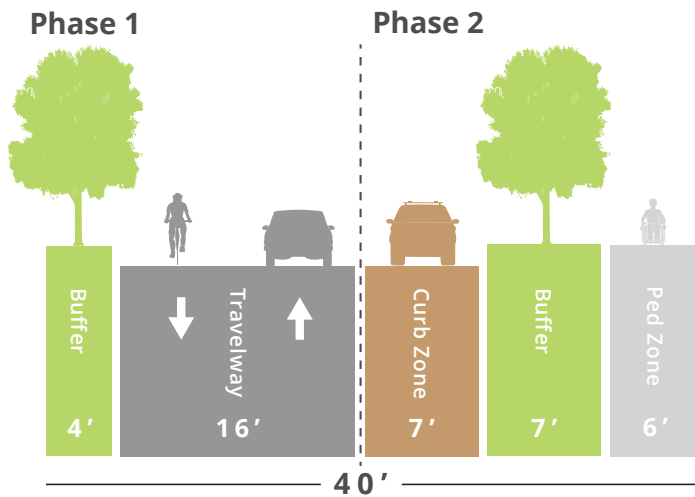 Phase 1
Phase 2
Buffer
Travelway
Curb Zone
Buffer
Ped Zone
4’
16’
7’
7’
6’
40’